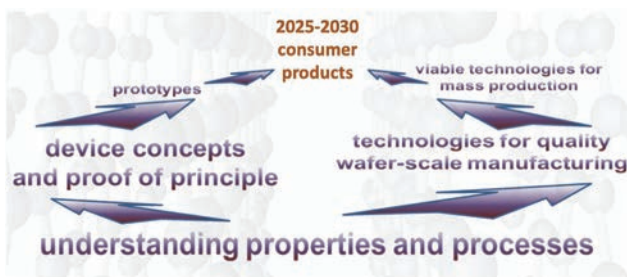 2025-2030
consumer
products
prototypes
viable technologies for
mass production
device concepts
and proof of principle
technologies for quality
wafer-scale manufacturing
understanding properties and processes